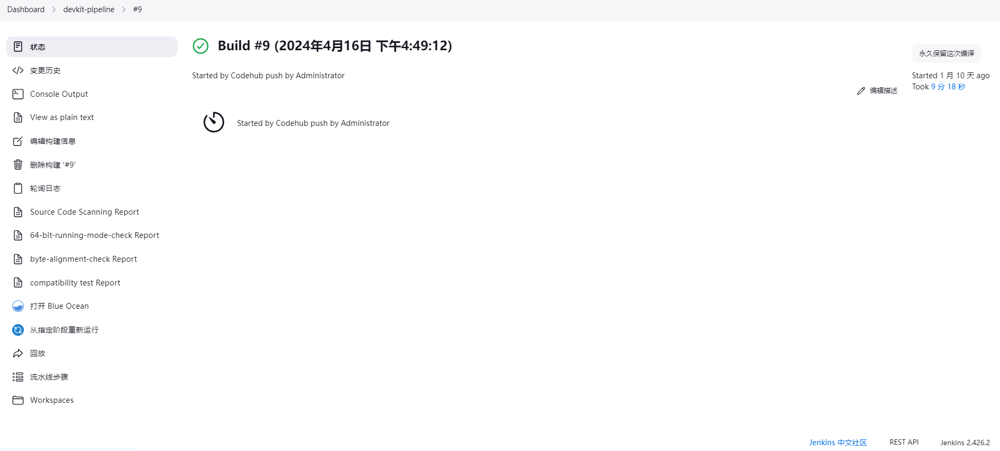 Dashboard > devkit-pipeline > #9
状态
变更历史
Console Output
View as plain text
编辑构建信息
删除构建 ‘#9’
轮询日志
Source Code Scanning Report
64-bit-running-mode-check Report
byte-alignment-check Report
compatibility test Report
打开 Blue Ocean
从指定阶段重新运行
回放
流水线步骤
Workspaces
Build #9 (2024年4月16日 下午4:49:12)
Started by Codehub push by Administrator
编辑描述
Started by Codehub push by Administrator
永久保留这次编译
Started 1 月 10 天 ago
Took 9 分 18 秒
Jenkins 中文社区
REST API
Jenkins 2.426.2